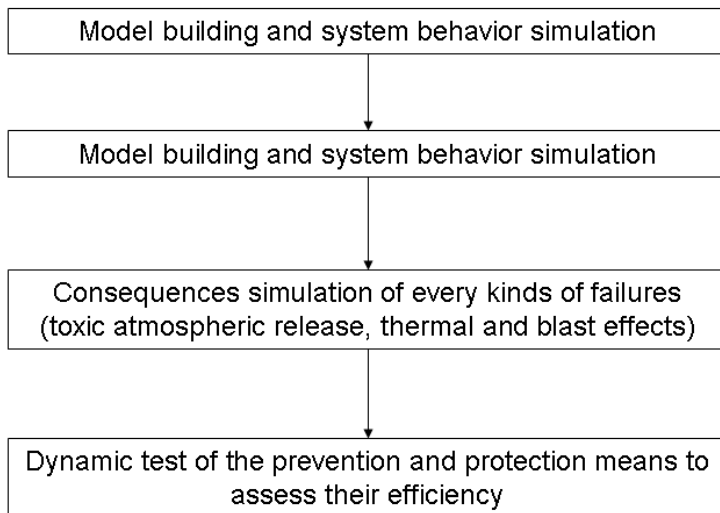 Model building and system behavior simulation
Model building and system behavior simulation
Consequences simulation of every kinds of failures
(toxic atmospheric release, thermal and blast effects)
Dynamic test of the prevention and protection means to
assess their efficiency